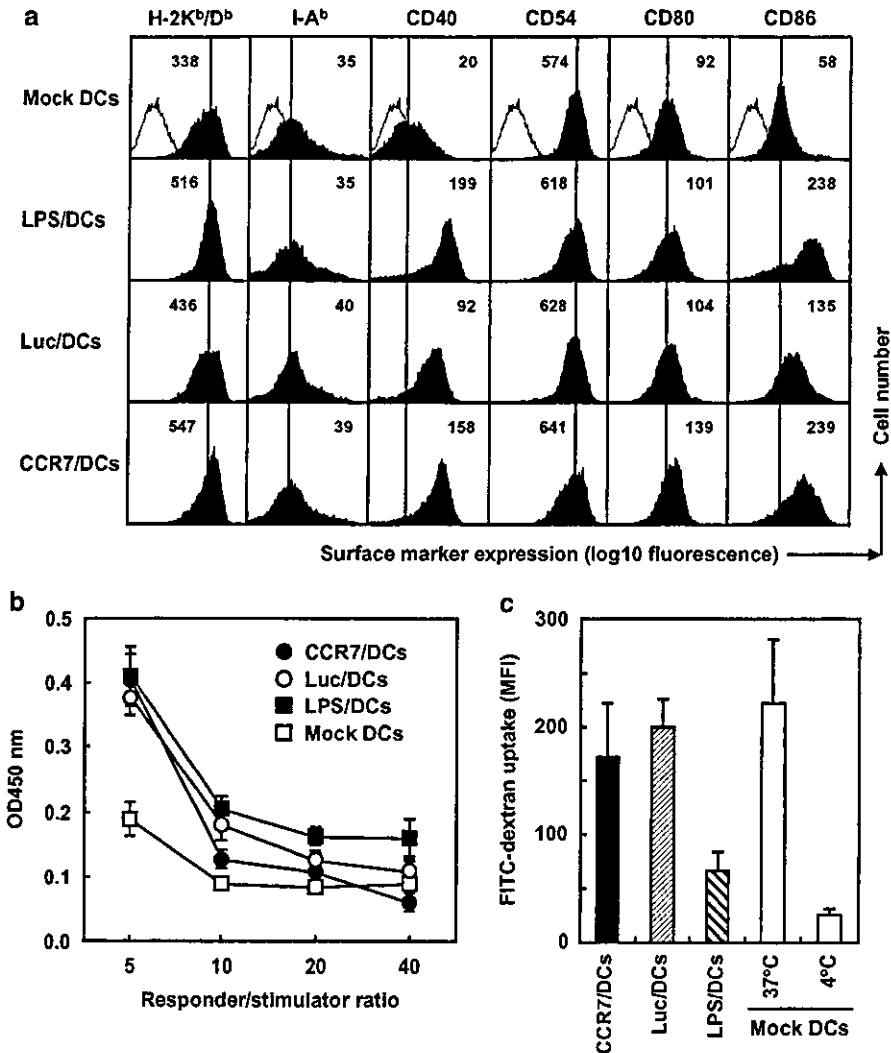 a
H-2Kᵇ/Dᵇ I-Aᵇ CD40 CD54 CD80 CD86
Mock DCs 338 35 20 574 92 58
LPS/DCs 516 35 199 618 101 238
Luc/DCs 436 40 92 628 104 135
CCR7/DCs 547 39 158 641 139 239
Cell number
Surface marker expression (log10 fluorescence)
b
0.5
0.4
0.3
0.2
0.1
0.0
OD450 nm
CCR7/DCs
Luc/DCs
LPS/DCs
Mock DCs
5 10 20 40
Responder/stimulator ratio
c
300
200
100
0
FITC-dextran uptake (MFI)
CCR7/DCs
Luc/DCs
LPS/DCs
37°C
4°C
Mock DCs